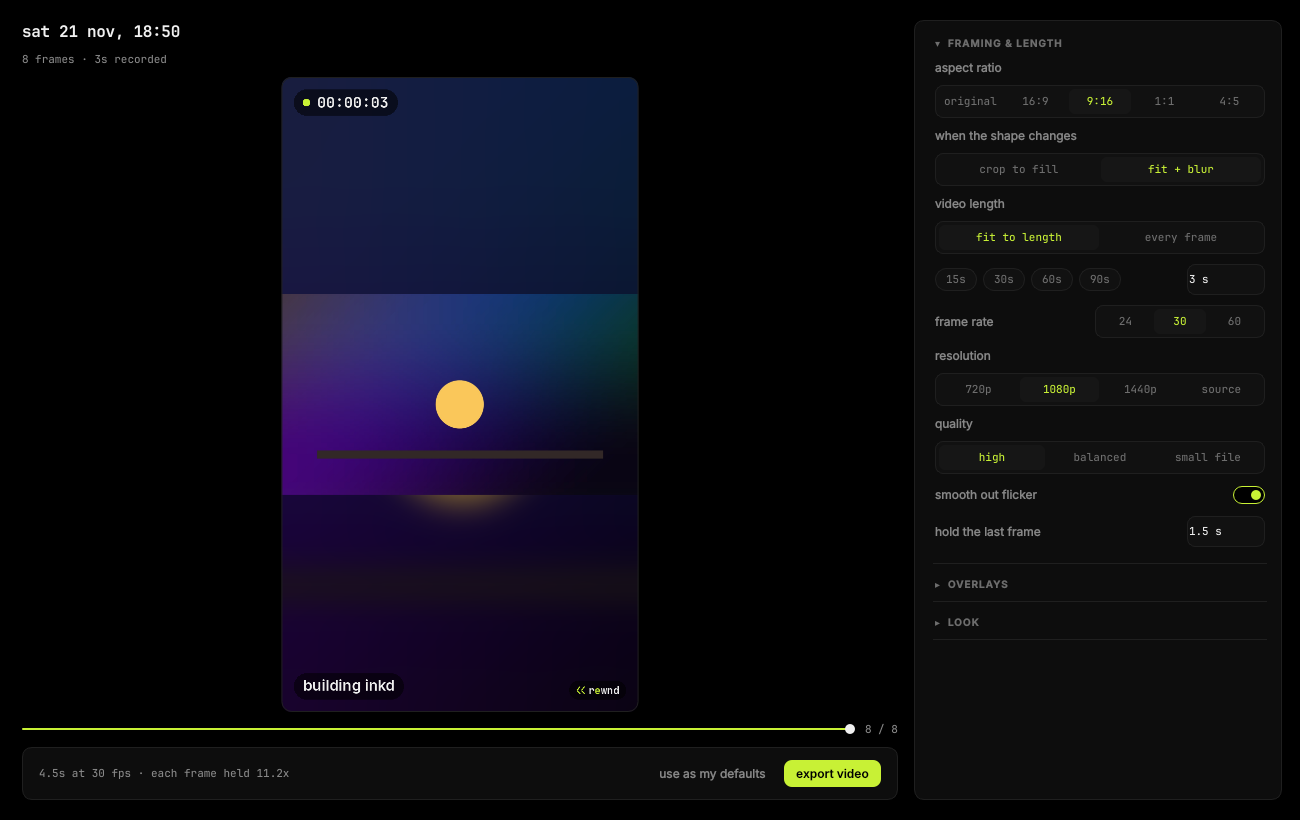 sat 21 nov, 18:50
8 frames · 3s recorded
00:00:03
building inkd
rewnd
8 / 8
4.5s at 30 fps · each frame held 11.2x
use as my defaults
export video
FRAMING & LENGTH
aspect ratio
original 16:9 9:16 1:1 4:5
when the shape changes
crop to fill fit + blur
video length
fit to length every frame
15s 30s 60s 90s 3 s
frame rate 24 30 60
resolution
720p 1080p 1440p source
quality
high balanced small file
smooth out flicker
hold the last frame 1.5 s
OVERLAYS
LOOK